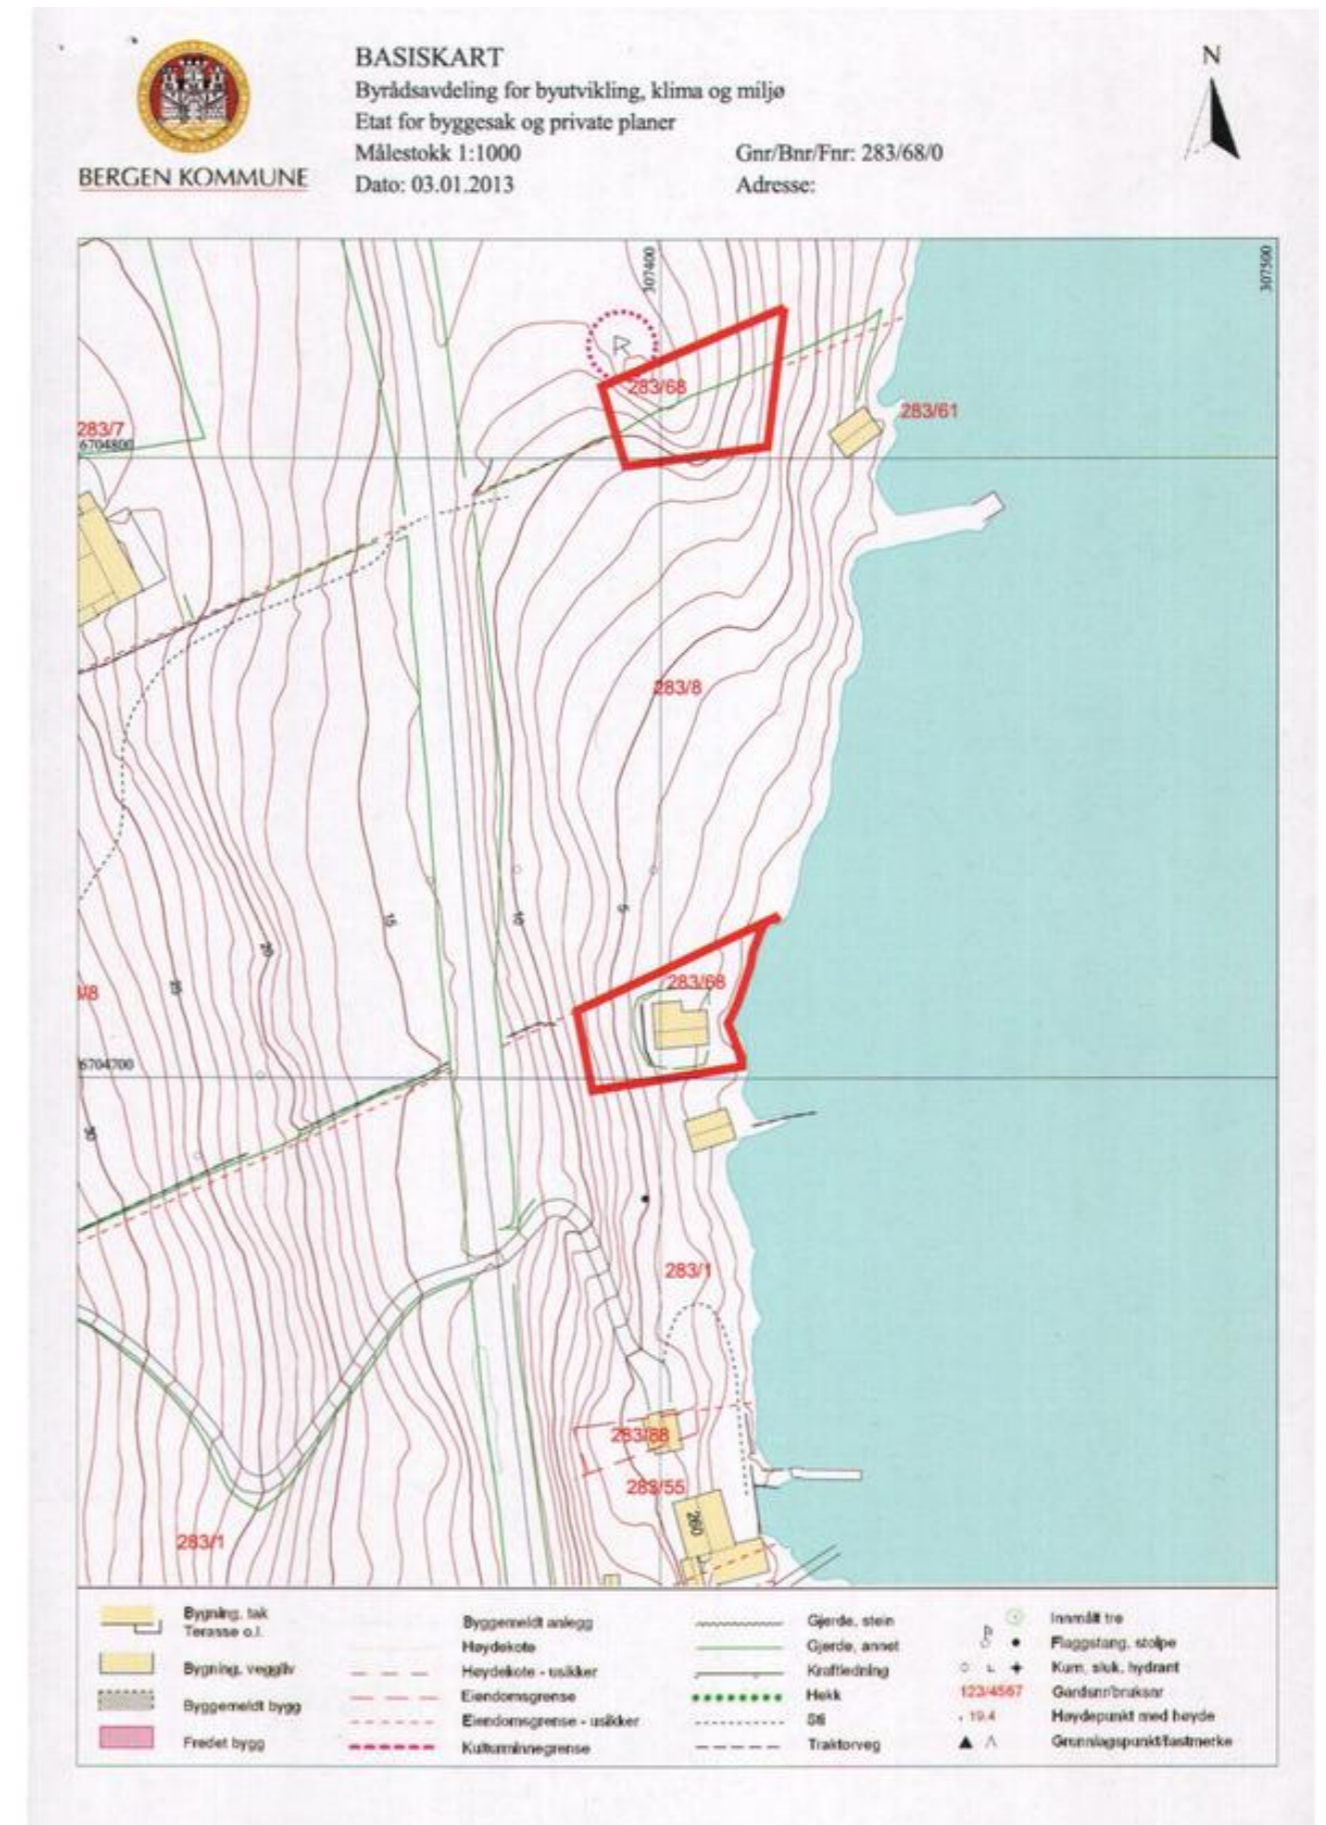 BASISKART
Byrådsavdeling for byutvikling, klima og miljø
Etat for byggesak og private planer
Målestokk 1:1000
Gnr/Bnr/Fnr: 283/68/0
Dato: 03.01.2013
Adresse:
BERGEN KOMMUNE
N
307400
307500
283/68
283/61
283/7
6704800
283/8
5
10
15
20
283/68
6704700
30
283/1
283/88
283/55
260
283/1
Bygning, tak
Terasse o.l.
Bygning, veggliv
Byggemeldt bygg
Fredet bygg
Byggemeldt anlegg
Høydekote
Høydekote - usikker
Eiendomsgrense
Eiendomsgrense - usikker
Kulturminnegrense
Gjerde, stein
Gjerde, annet
Kraftledning
Hekk
Sti
Traktorveg
Innmålt tre
Flaggstang, stolpe
Kum, sluk, hydrant
123/4567
Gardsnr/bruksnr
19.4
Høydepunkt med høyde
Grunnlagspunkt/fastmerke